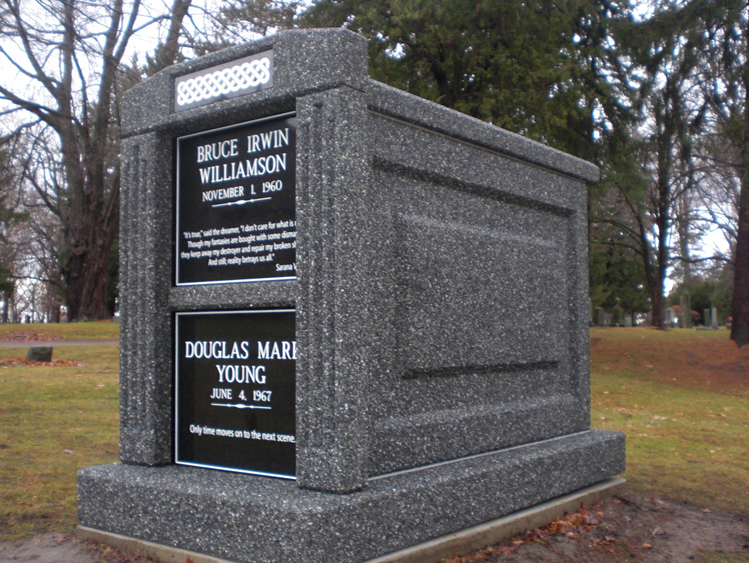 BRUCE IRWIN
WILLIAMSON
NOVEMBER 1, 1960
"It's true," said the dreamer, "I don't care for what is
Though my fantasies are bought with some
they keep away my destroyer and repair my broken
And still; reality betrays us all."
Sarana
DOUGLAS MARK
YOUNG
JUNE 4, 1967
Only time moves on to the next scene.